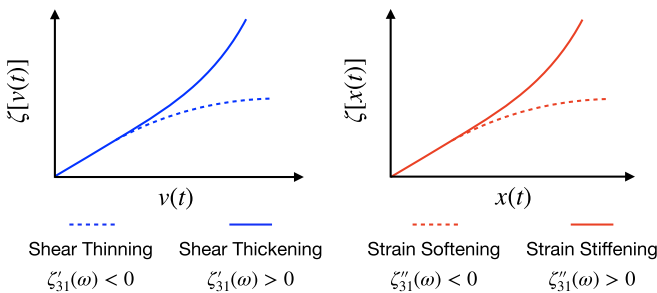 ζ[v(t)]
v(t)
ζ[x(t)]
x(t)
Shear Thinning
Shear Thickening
Strain Softening
Strain Stiffening
ζ′₃₁(ω) < 0
ζ′₃₁(ω) > 0
ζ″₃₁(ω) < 0
ζ″₃₁(ω) > 0